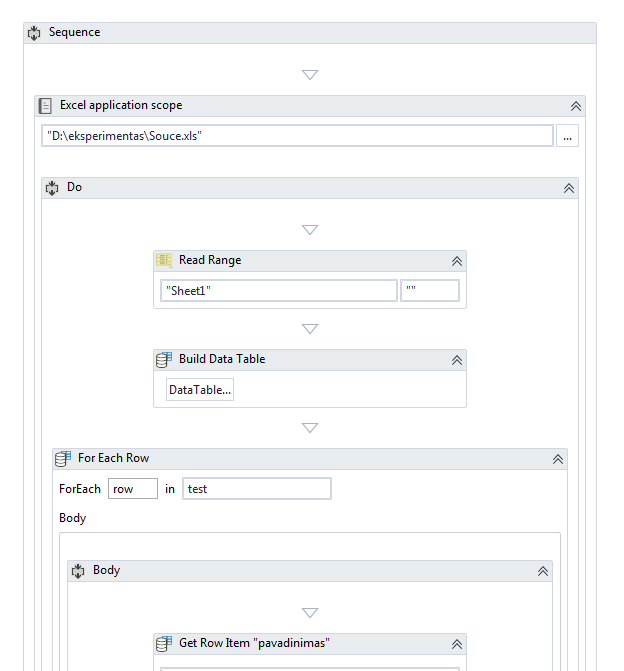 Sequence
Excel application scope
"D:\eksperimentas\Souce.xls"
...
Do
Read Range
"Sheet1" ""
Build Data Table
DataTable...
For Each Row
ForEach row in test
Body
Body
Get Row Item "pavadinimas"